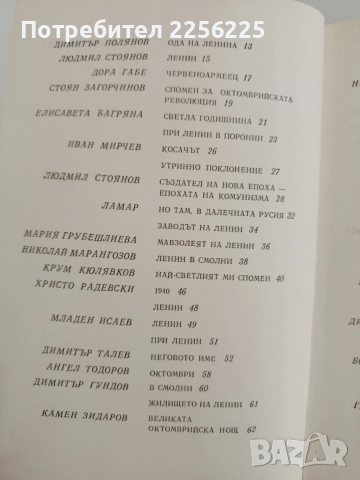 Потребител 2256225
ДИМИТЪР ПОЛЯНОВ ОДА НА ЛЕНИНА 13
ЛЮДМИЛ СТОЯНОВ ЛЕНИН 15
ДОРА ГАБЕ ЧЕРВЕНОАРМЕЕЦ 17
СТОЯН ЗАГОРЧИНОВ СПОМЕН ЗА ОКТОМВРИЙСКАТА
РЕВОЛЮЦИЯ 19
ЕЛИСАВЕТА БАГРЯНА СВЕТЛА ГОДИШНИНА 21
ПРИ ЛЕНИН В ПОРОНИН 23
ИВАН МИРЧЕВ КОСАЧЪТ 26
УТРИННО ПОКЛОНЕНИЕ 27
ЛЮДМИЛ СТОЯНОВ СЪЗДАТЕЛ НА НОВА ЕПОХА —
ЕПОХАТА НА КОМУНИЗМА 28
ЛАМАР НО ТАМ, В ДАЛЕЧНАТА РУСИЯ 32
ЗАВОДЪТ НА ЛЕНИН 34
МАРИЯ ГРУБЕШЛИЕВА МАВЗОЛЕЯТ НА ЛЕНИН 36
НИКОЛАЙ МАРАНГОЗОВ ЛЕНИН В СМОЛНИ 38
КРУМ КЮЛЯВКОВ НАЙ-СВЕТЛИЯТ МИ СПОМЕН 40
ХРИСТО РАДЕВСКИ 1940 46
ЛЕНИН 48
МЛАДЕН ИСАЕВ ЛЕНИН 49
ПРИ ЛЕНИН 51
ДИМИТЪР ТАЛЕВ НЕГОВОТО ИМЕ 52
АНГЕЛ ТОДОРОВ ОКТОМВРИ 58
ДИМИТЪР ГУНДОВ В СМОЛНИ 60
ЖИЛИЩЕТО НА ЛЕНИН 61
КАМЕН ЗИДАРОВ ВЕЛИКАТА
ОКТОМВРИЙСКА НОЩ 62
BAZAR